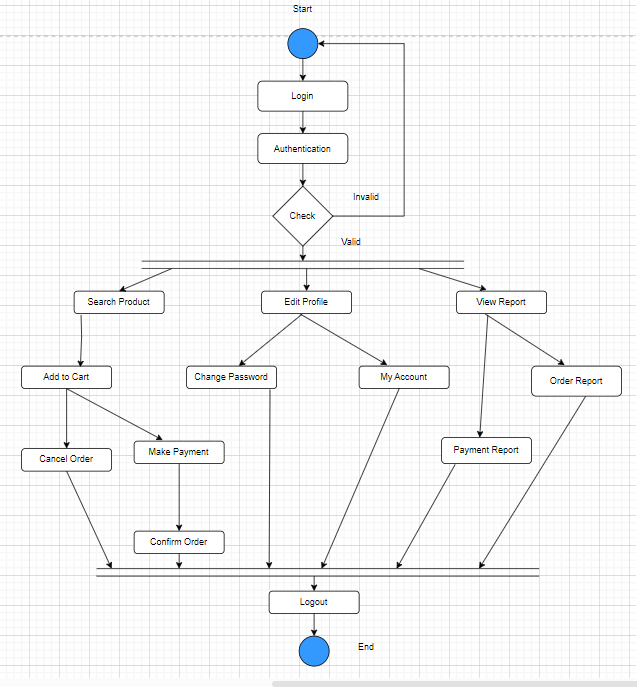 Start
Login
Authentication
Check
Invalid
Valid
Search Product
Edit Profile
View Report
Add to Cart
Change Password
My Account
Order Report
Cancel Order
Make Payment
Payment Report
Confirm Order
Logout
End